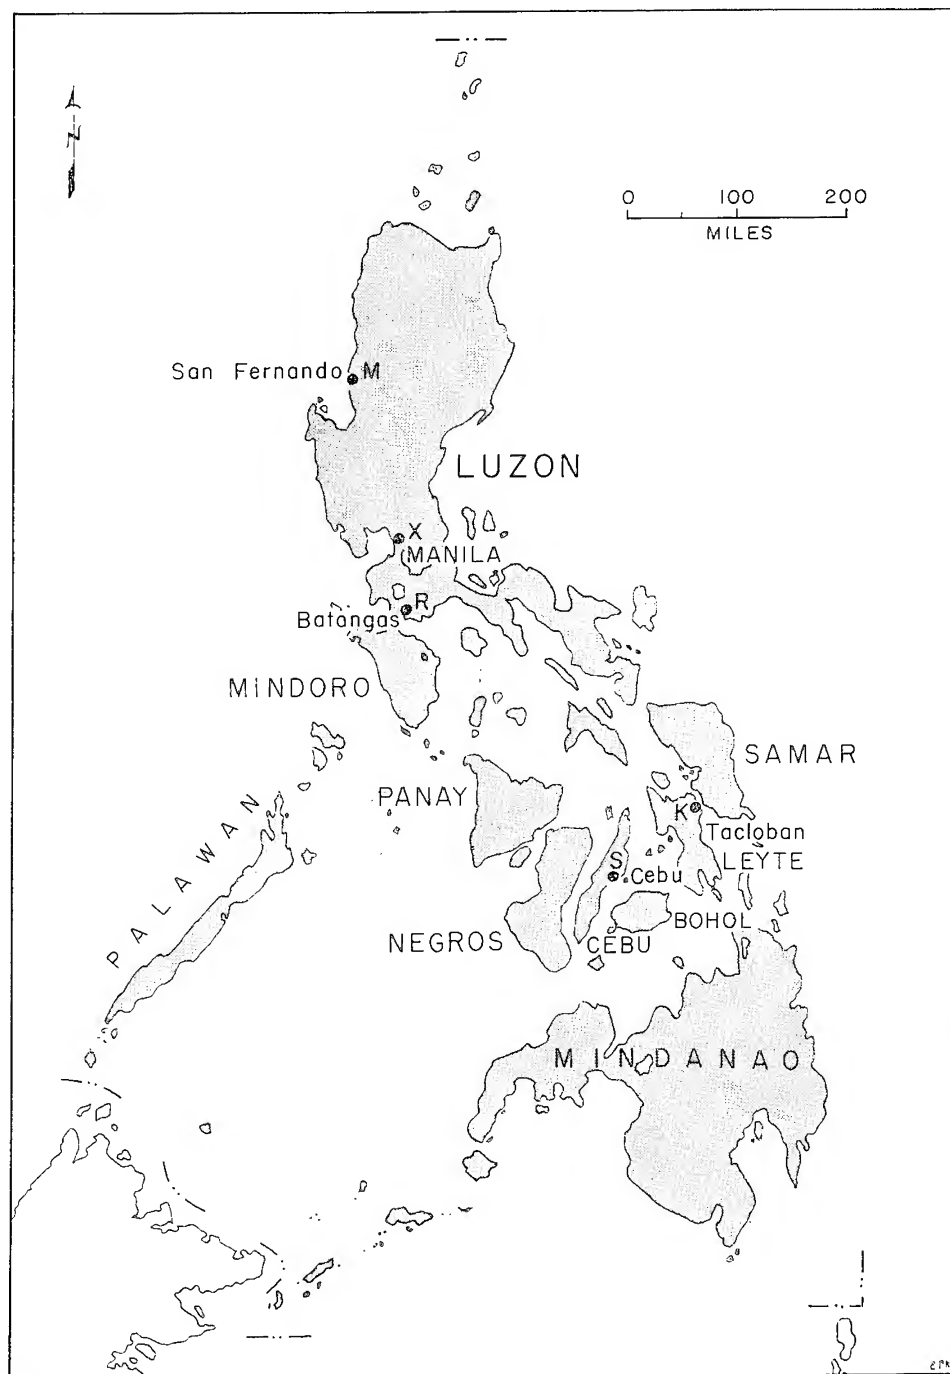 N
0 100 200
MILES
San Fernando M
LUZON
X
MANILA
R
Batangas
MINDORO
SAMAR
PANAY
K
Tacloban
LEYTE
S
Cebu
PALAWAN
BOHOL
NEGROS
CEBU
MINDANAO